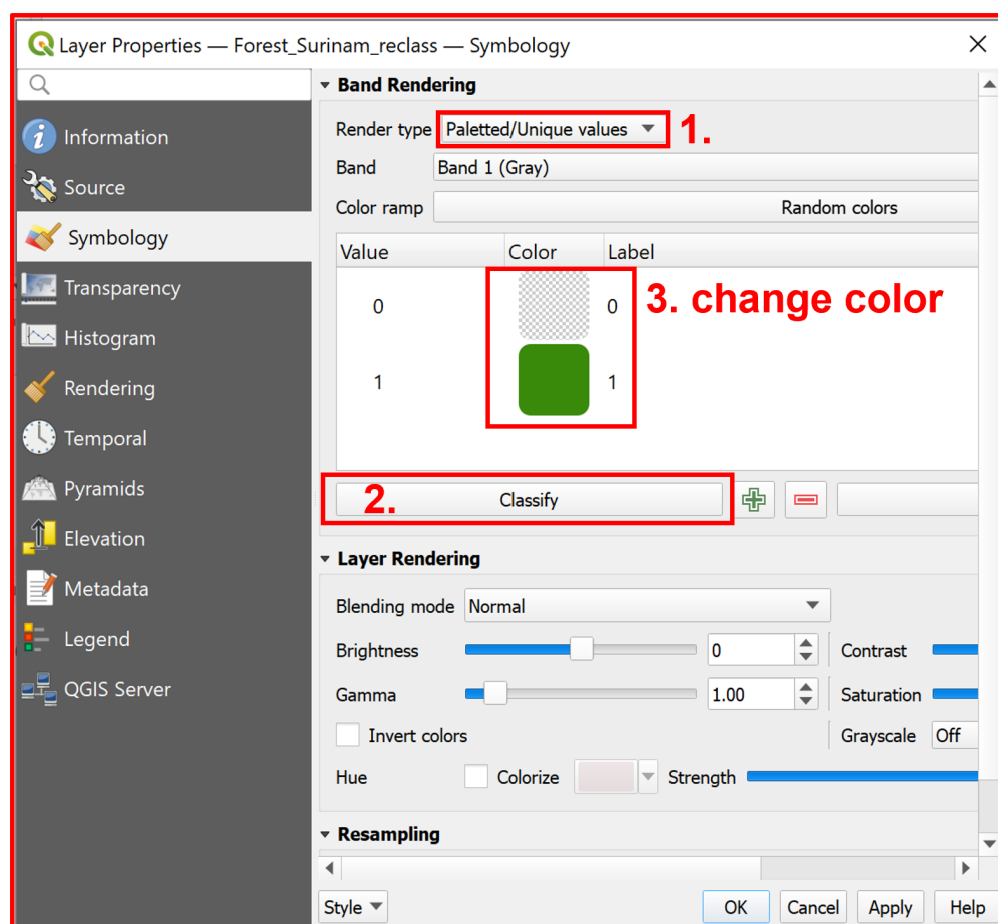 Layer Properties — Forest_Surinam_reclass — Symbology
Information
Source
Symbology
Transparency
Histogram
Rendering
Temporal
Pyramids
Elevation
Metadata
Legend
QGIS Server
Band Rendering
Render type Paletted/Unique values 1.
Band Band 1 (Gray)
Color ramp Random colors
Value Color Label
0 0 3. change color
1 1
2. Classify
Layer Rendering
Blending mode Normal
Brightness 0 Contrast
Gamma 1.00 Saturation
Invert colors Grayscale Off
Hue Colorize Strength
Resampling
Style OK Cancel Apply Help